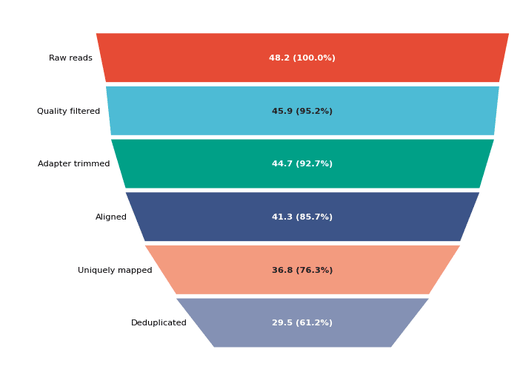 Raw reads 48.2 (100.0%)
Quality filtered 45.9 (95.2%)
Adapter trimmed 44.7 (92.7%)
Aligned 41.3 (85.7%)
Uniquely mapped 36.8 (76.3%)
Deduplicated 29.5 (61.2%)